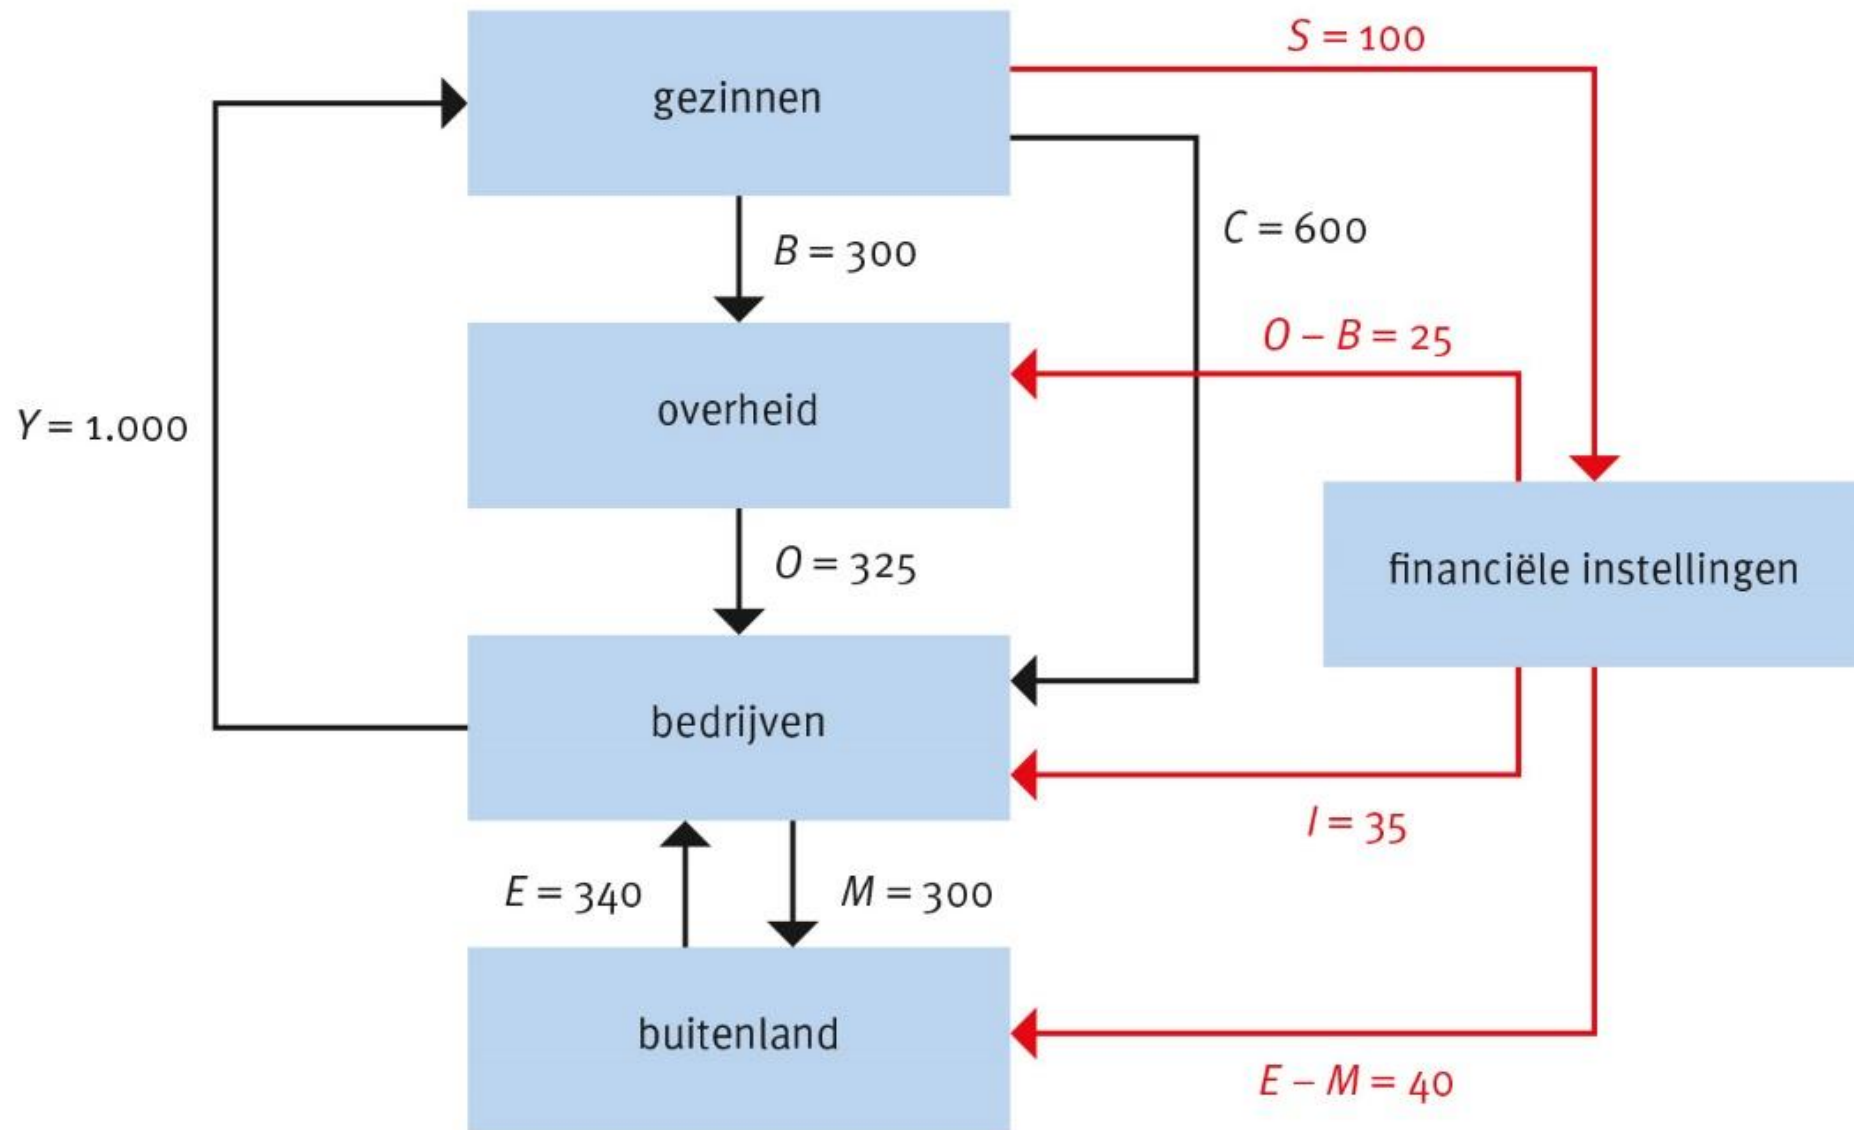 S = 100
gezinnen
C = 600
B = 300
O – B = 25
overheid
Y = 1.000
financiële instellingen
O = 325
bedrijven
I = 35
E = 340
M = 300
buitenland
E – M = 40